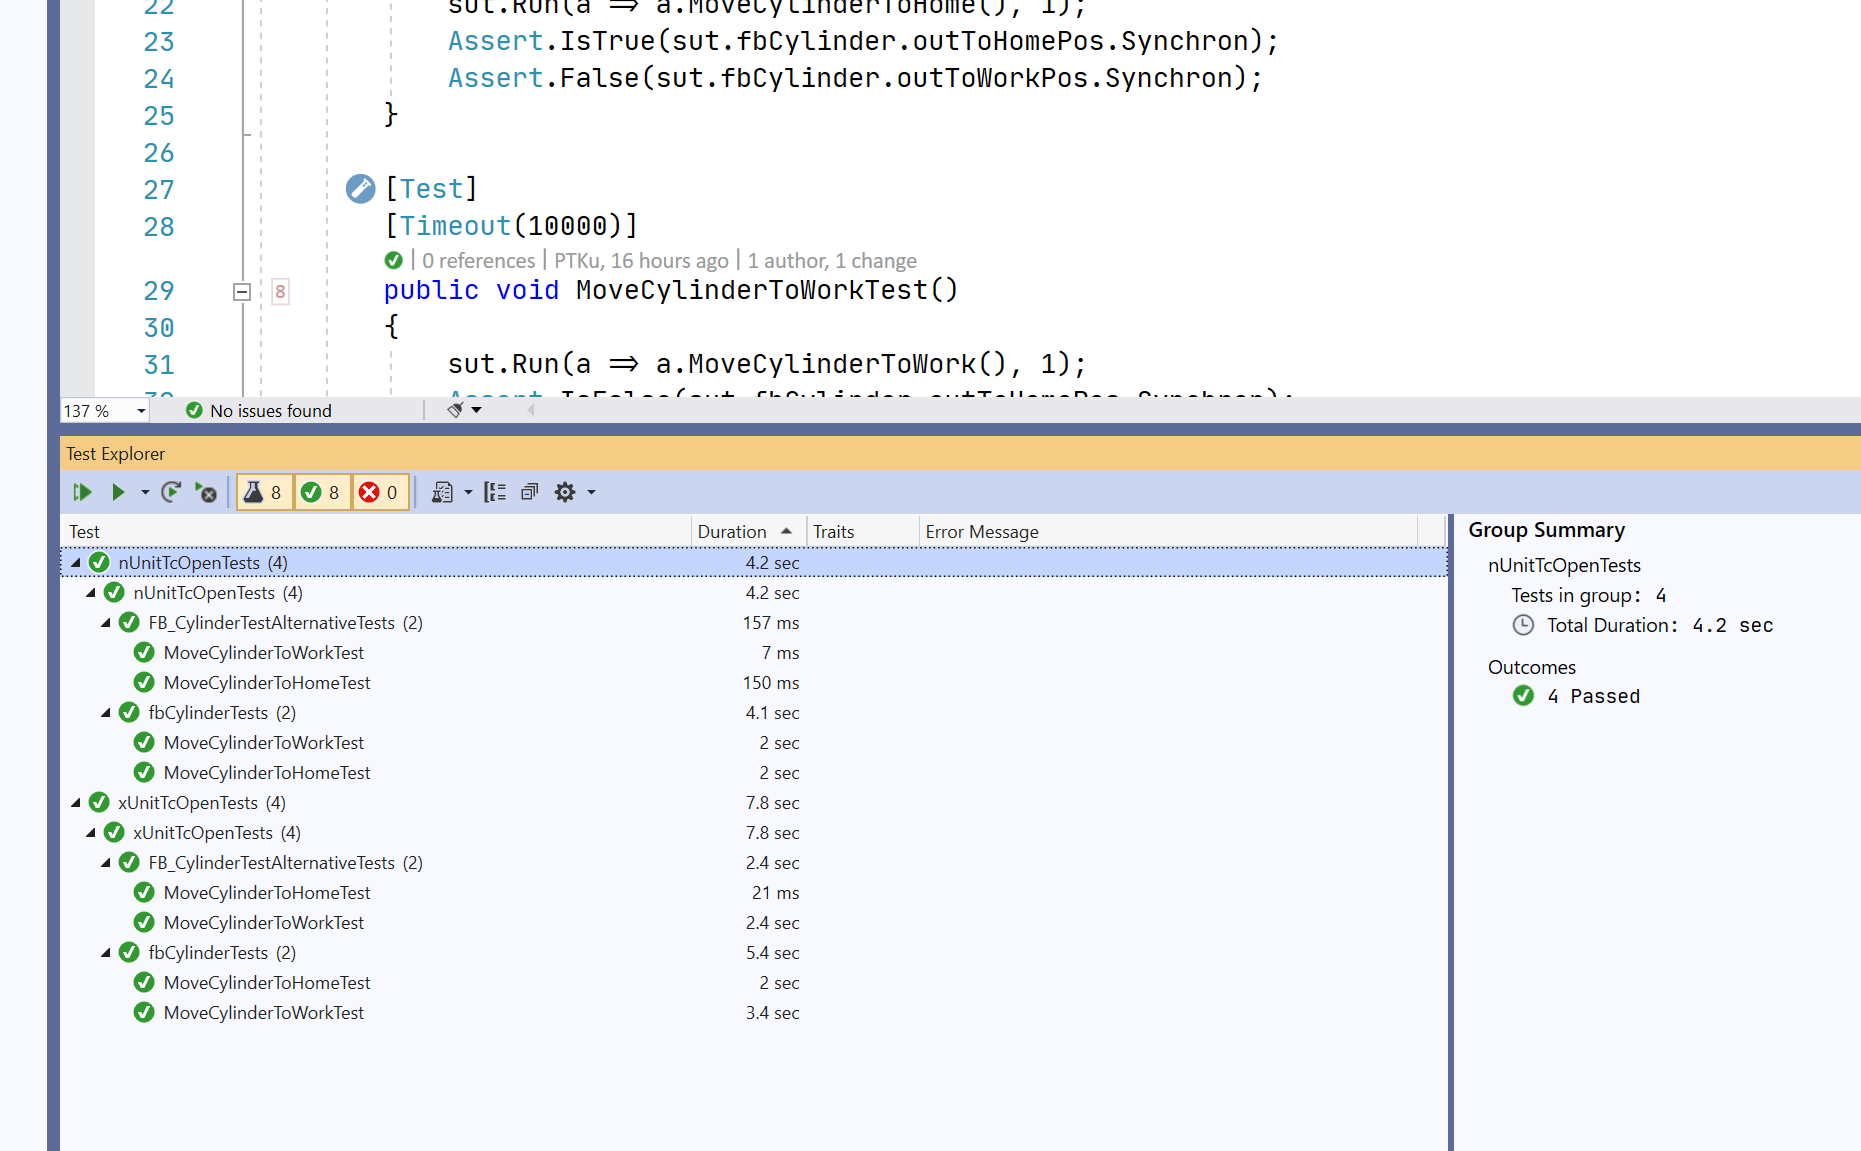 22 sut.Run(a => a.MoveCylinderToHome(), 1);
23 Assert.IsTrue(sut.fbCylinder.outToHomePos.Synchron);
24 Assert.False(sut.fbCylinder.outToWorkPos.Synchron);
25 }
26
27 [Test]
28 [Timeout(10000)]
0 references | PTKu, 16 hours ago | 1 author, 1 change
29 8 public void MoveCylinderToWorkTest()
30 {
31 sut.Run(a => a.MoveCylinderToWork(), 1);
32 Assert.IsFalse(sut.fbCylinder.outToHomePos.Synchron);
137 % No issues found
Test Explorer
8 8 0
Test Duration Traits Error Message
nUnitTcOpenTests (4) 4.2 sec
nUnitTcOpenTests (4) 4.2 sec
FB_CylinderTestAlternativeTests (2) 157 ms
MoveCylinderToWorkTest 7 ms
MoveCylinderToHomeTest 150 ms
fbCylinderTests (2) 4.1 sec
MoveCylinderToWorkTest 2 sec
MoveCylinderToHomeTest 2 sec
xUnitTcOpenTests (4) 7.8 sec
xUnitTcOpenTests (4) 7.8 sec
FB_CylinderTestAlternativeTests (2) 2.4 sec
MoveCylinderToHomeTest 21 ms
MoveCylinderToWorkTest 2.4 sec
fbCylinderTests (2) 5.4 sec
MoveCylinderToHomeTest 2 sec
MoveCylinderToWorkTest 3.4 sec
Group Summary
nUnitTcOpenTests
Tests in group: 4
Total Duration: 4.2 sec
Outcomes
4 Passed